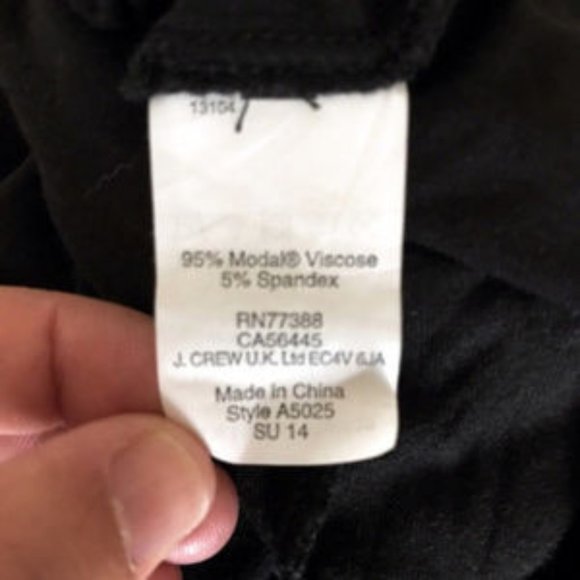 13104
95% Modal® Viscose
5% Spandex
RN77388
CA56445
J. CREW U.K. Ltd EC4V 6JA
Made in China
Style A5025
SU 14